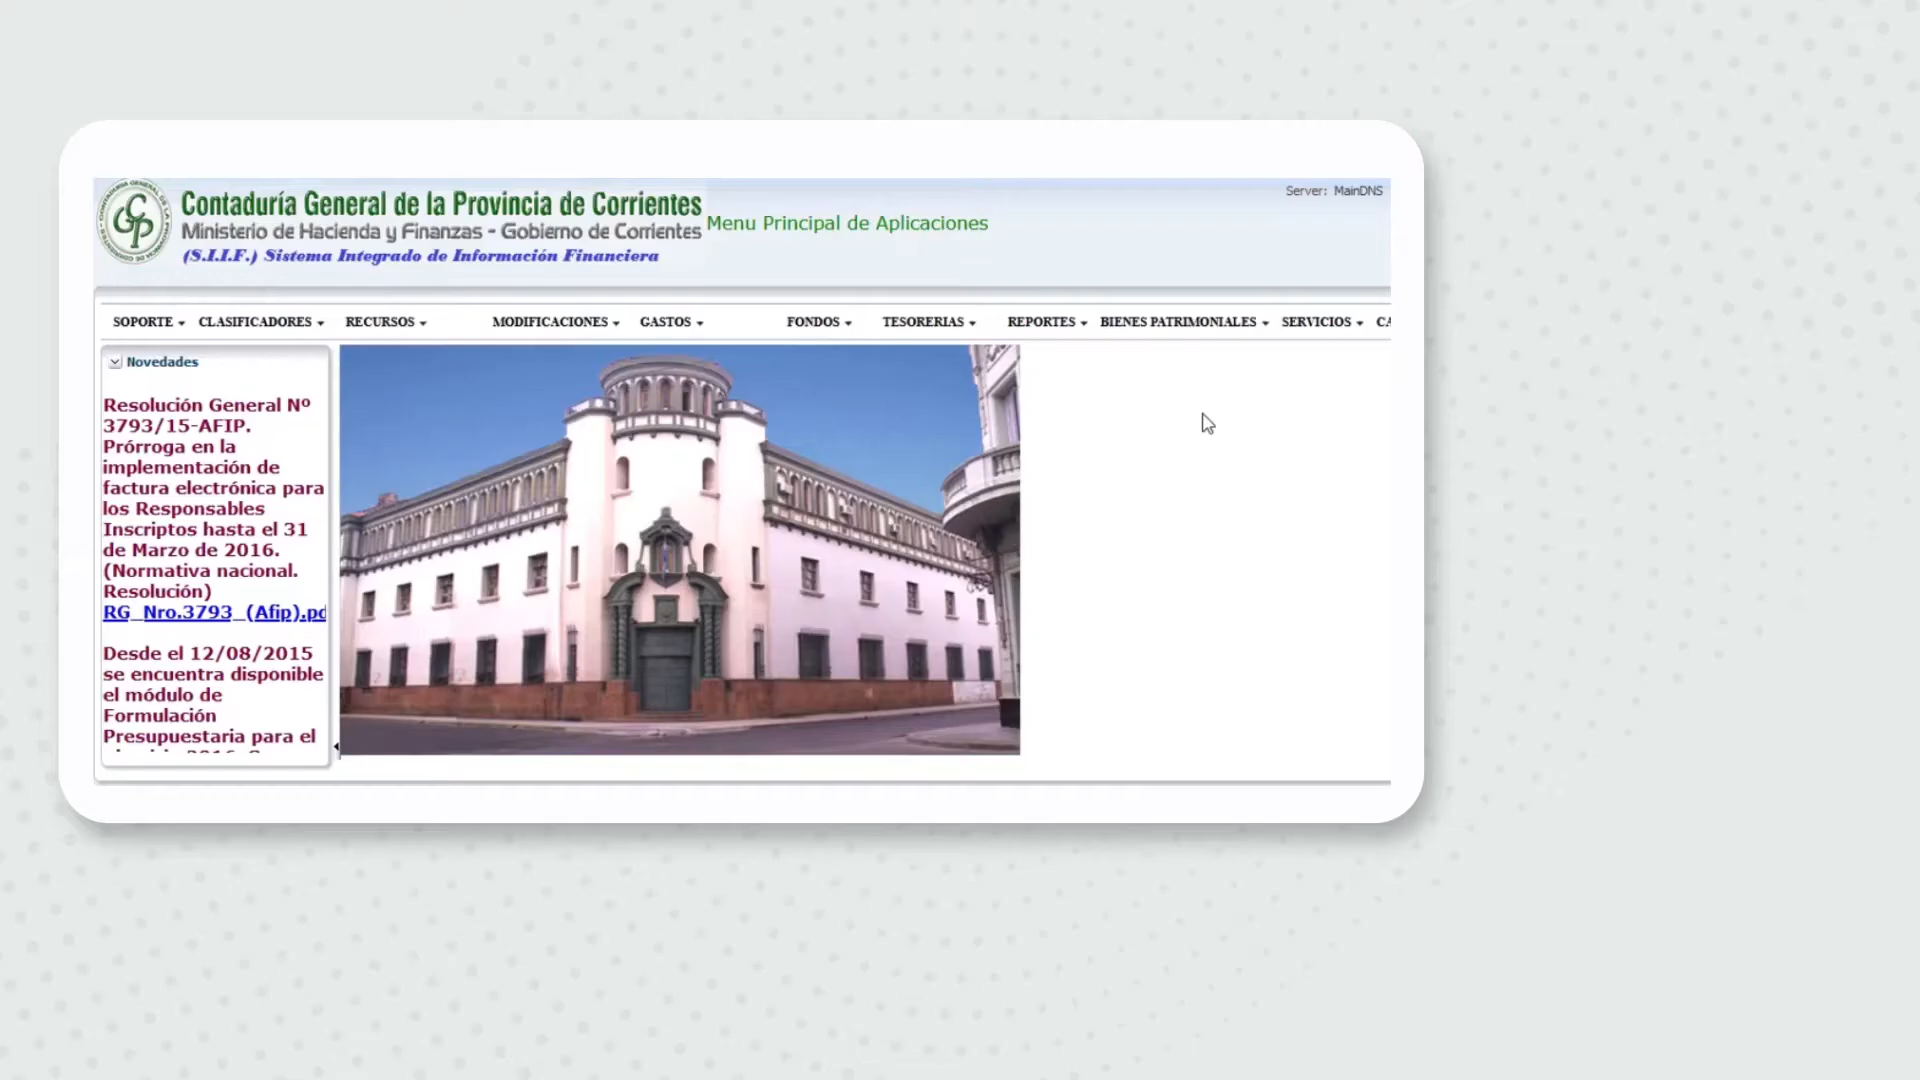 Contaduría General de la Provincia de Corrientes
Ministerio de Hacienda y Finanzas - Gobierno de Corrientes
(S.I.I.F.) Sistema Integrado de Información Financiera
Menu Principal de Aplicaciones
Server: MainDNS
SOPORTE CLASIFICADORES RECURSOS MODIFICACIONES GASTOS FONDOS TESORERIAS REPORTES BIENES PATRIMONIALES SERVICIOS
Novedades
Resolución General Nº
3793/15-AFIP.
Prórroga en la
implementación de
factura electrónica para
los Responsables
Inscriptos hasta el 31
de Marzo de 2016.
(Normativa nacional.
Resolución)
RG_Nro.3793_(Afip).pd
Desde el 12/08/2015
se encuentra disponible
el módulo de
Formulación
Presupuestaria para el